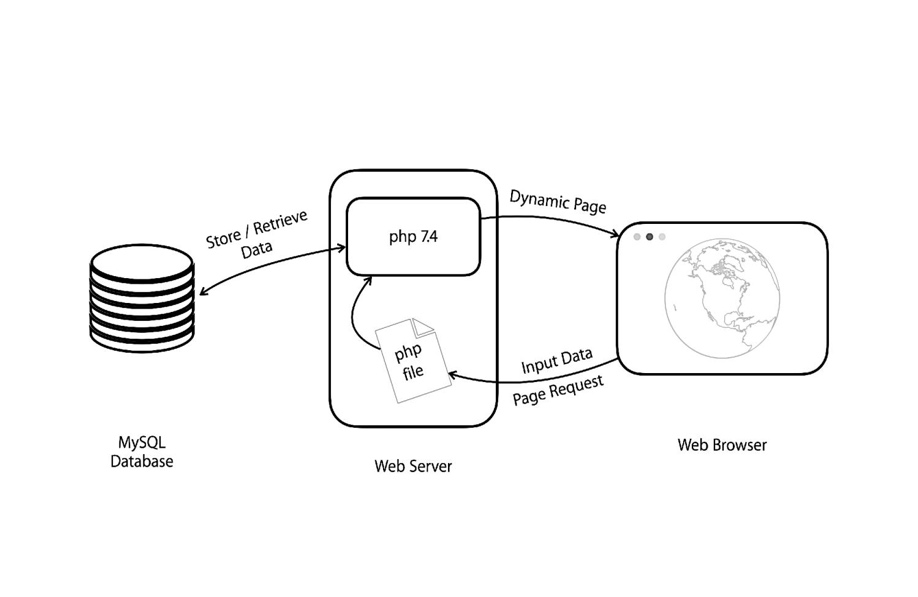 Store / Retrieve
Data
php 7.4
Dynamic Page
php
file
Input Data
Page Request
MySQL
Database
Web Server
Web Browser